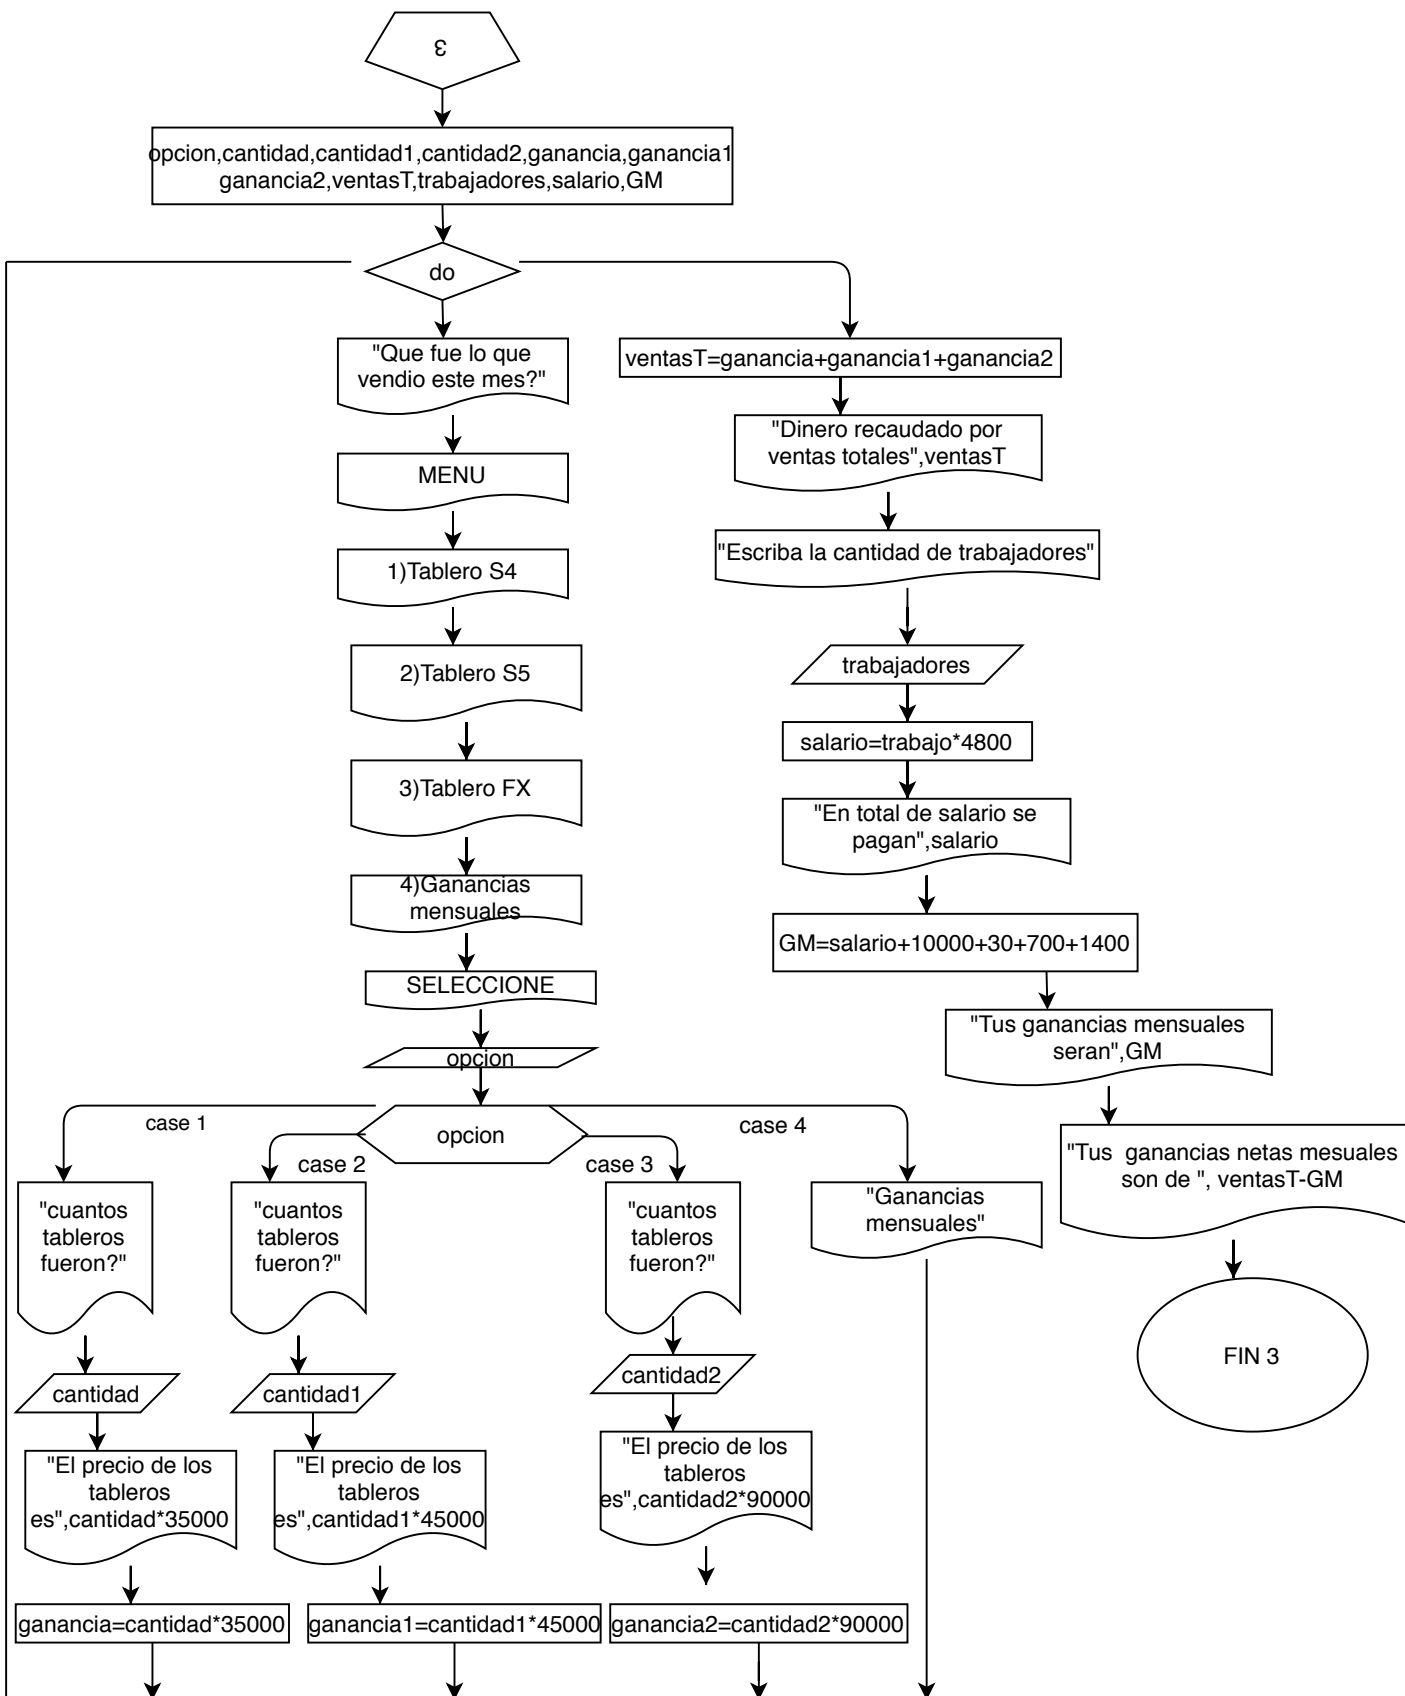 3
opcion,cantidad,cantidad1,cantidad2,ganancia,ganancia1
ganancia2,ventasT,trabajadores,salario,GM
do
"Que fue lo que
vendio este mes?"
MENU
1)Tablero S4
2)Tablero S5
3)Tablero FX
4)Ganancias
mensuales
SELECCIONE
opcion
opcion
case 1
case 2
case 3
case 4
"cuantos
tableros
fueron?"
cantidad
"El precio de los
tableros
es",cantidad*35000
ganancia=cantidad*35000
"cuantos
tableros
fueron?"
cantidad1
"El precio de los
tableros
es",cantidad1*45000
ganancia1=cantidad1*45000
"cuantos
tableros
fueron?"
cantidad2
"El precio de los
tableros
es",cantidad2*90000
ganancia2=cantidad2*90000
"Ganancias
mensuales"
ventasT=ganancia+ganancia1+ganancia2
"Dinero recaudado por
ventas totales",ventasT
"Escriba la cantidad de trabajadores"
trabajadores
salario=trabajo*4800
"En total de salario se
pagan",salario
GM=salario+10000+30+700+1400
"Tus ganancias mensuales
seran",GM
"Tus  ganancias netas mesuales
son de ", ventasT-GM
FIN 3